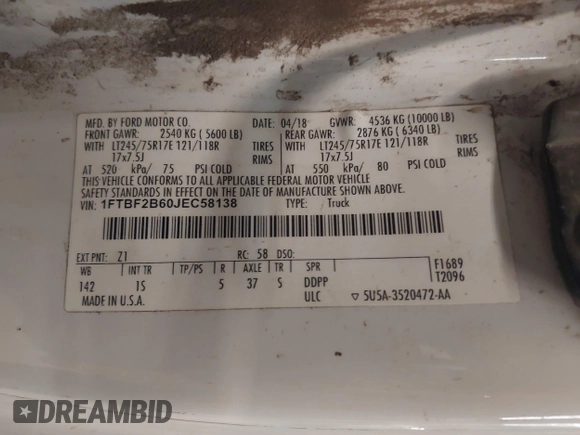 MFD. BY FORD MOTOR CO.
DATE: 04/18 GVWR: 4536 KG (10000 LB)
FRONT GAWR: 2540 KG (5600 LB) REAR GAWR: 2876 KG (6340 LB)
WITH LT245/75R17E 121/118R TIRES WITH LT245/75R17E 121/118R TIRES
17x7.5J RIMS 17x7.5J RIMS
AT 520 kPa/ 75 PSI COLD AT 550 kPa/ 80 PSI COLD
THIS VEHICLE CONFORMS TO ALL APPLICABLE FEDERAL MOTOR VEHICLE
SAFETY STANDARDS IN EFFECT ON THE DATE OF MANUFACTURE SHOWN ABOVE.
VIN: 1FTBF2B60JEC58138 TYPE: Truck
EXT PNT: Z1 RC: 58 DSO:
WB INT TR TP/PS R AXLE TR SPR
F1689
T2096
142 1S 5 37 S DDPP
MADE IN U.S.A. ULC ▽ 5U5A-3520472-AA
DREAMBID